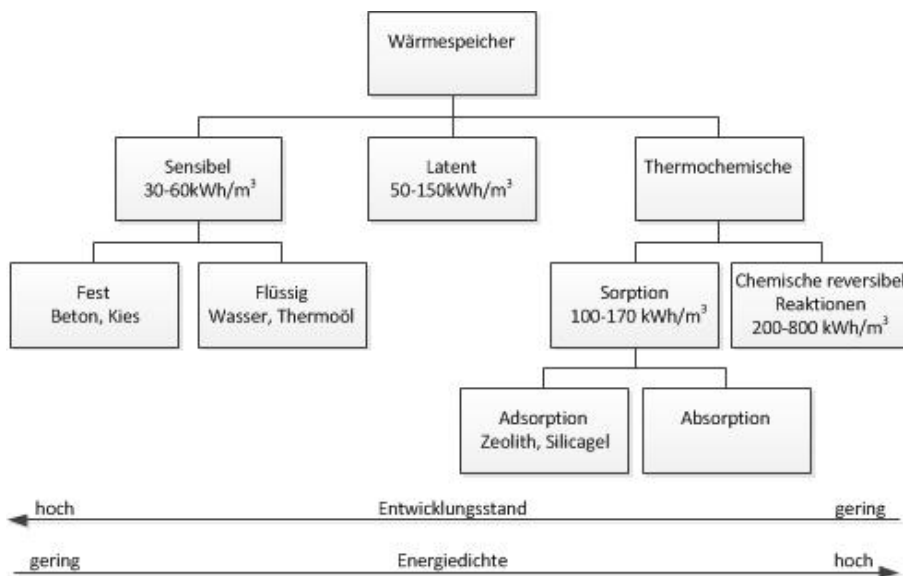 Wärmespeicher
Sensibel
30-60kWh/m³
Latent
50-150kWh/m³
Thermochemische
Fest
Beton, Kies
Flüssig
Wasser, Thermoöl
Sorption
100-170 kWh/m³
Chemische reversibel
Reaktionen
200-800 kWh/m³
Adsorption
Zeolith, Silicagel
Absorption
hoch Entwicklungsstand gering
gering Energiedichte hoch